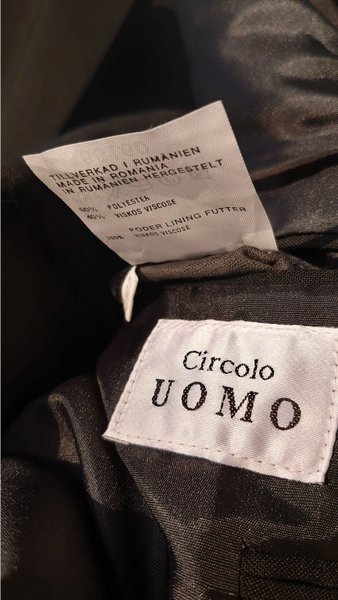 TILLVERKAD I RUMÄNIEN
MADE IN ROMANIA
IN RUMÄNIEN HERGESTELLT
60% POLYESTER
40% VISKOS VISCOSE
FODER LINING FUTTER
100% VISKOS VISCOSE
Circolo
UOMO